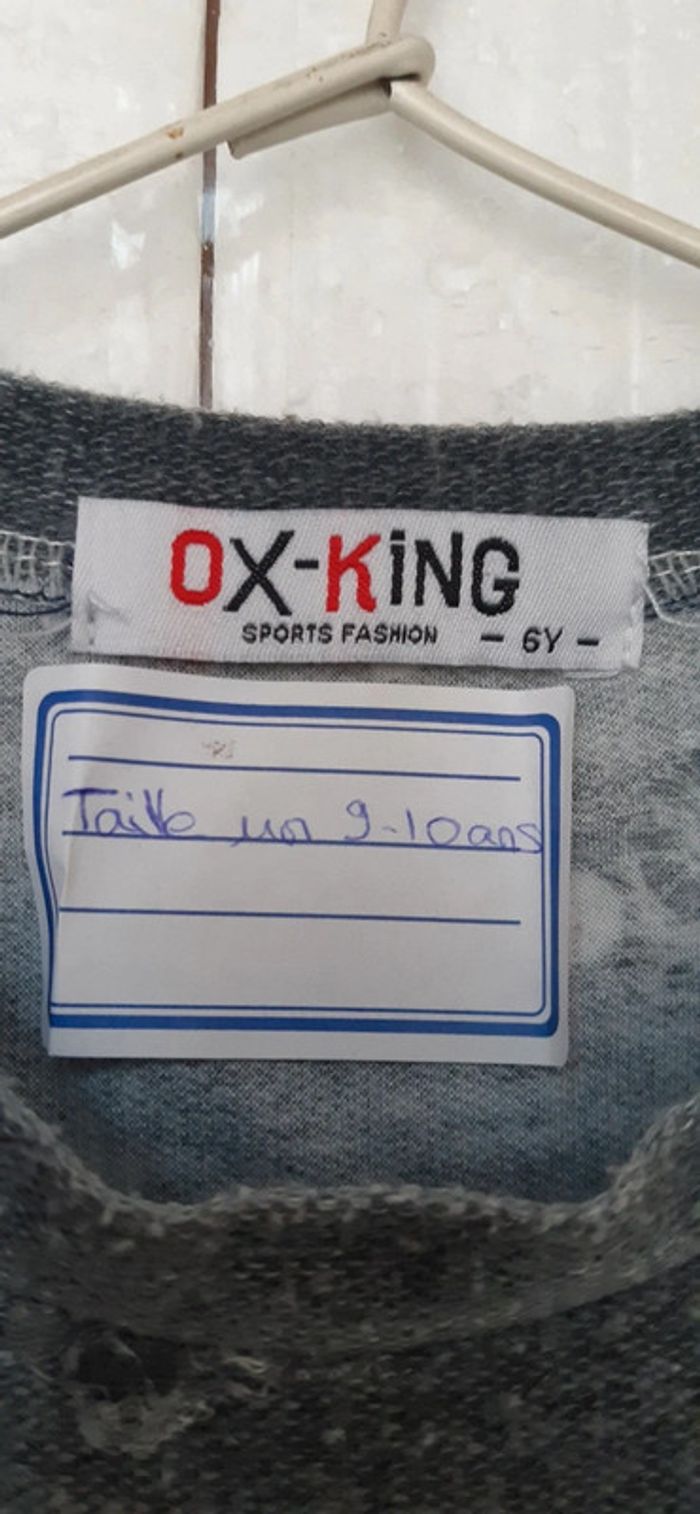 OX-KiNG
SPORTS FASHION - 6Y -
Taille un 9-10ans